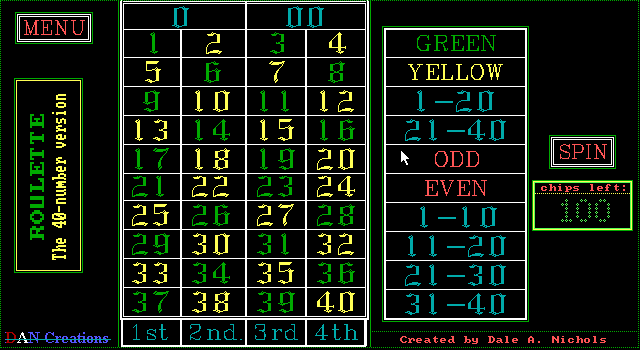 MENU
ROULETTE
The 40-number version
DAN Creations
0 00
1 2 3 4
5 6 7 8
9 10 11 12
13 14 15 16
17 18 19 20
21 22 23 24
25 26 27 28
29 30 31 32
33 34 35 36
37 38 39 40
1st 2nd. 3rd 4th
GREEN
YELLOW
1-20
21-40
ODD
EVEN
1-10
11-20
21-30
31-40
SPIN
chips left:
100
Created by Dale A. Nichols